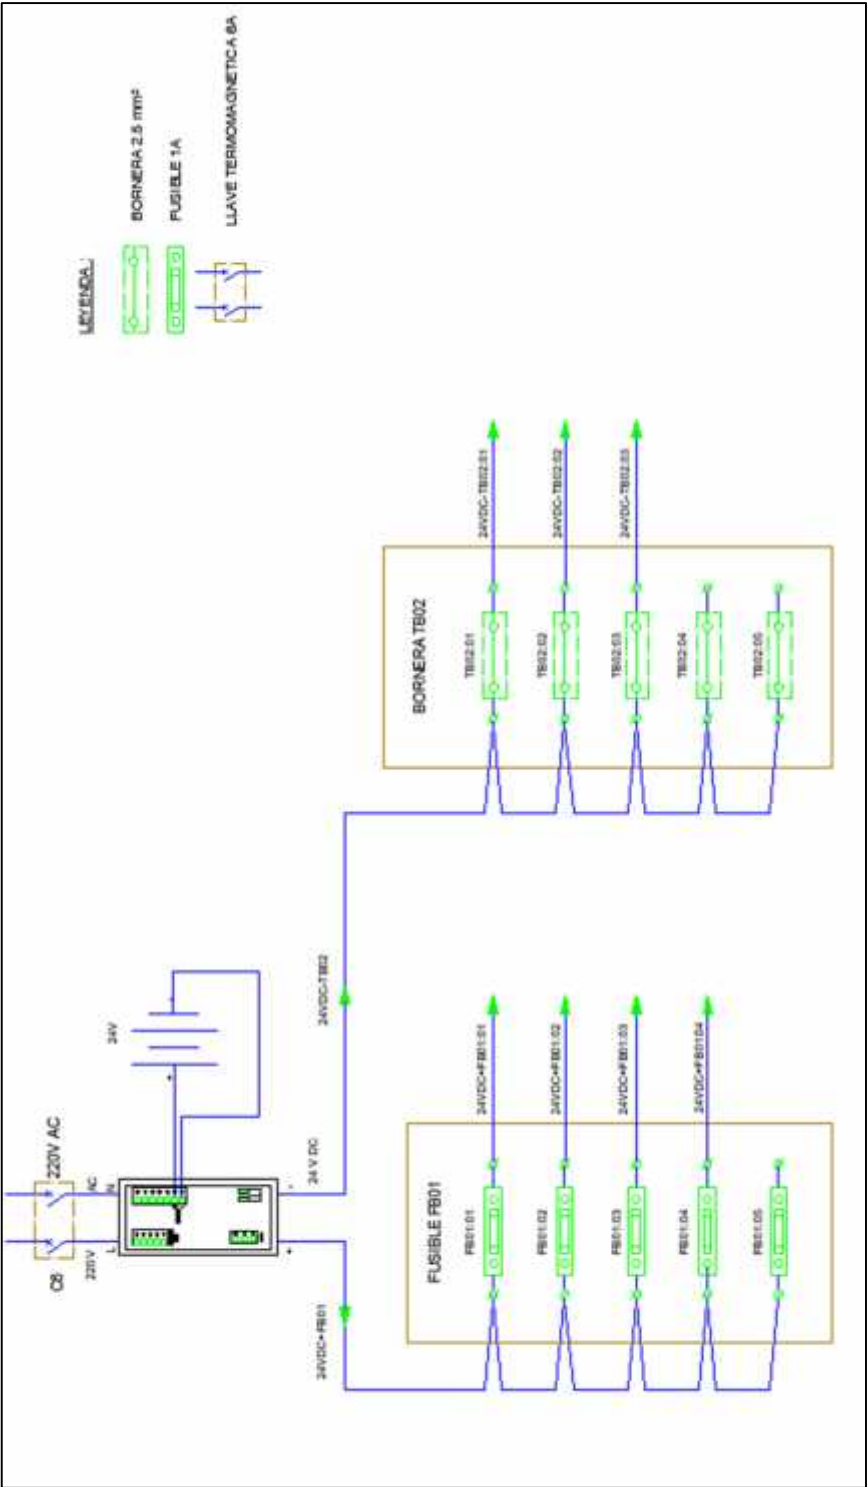 LEYENDA :
BORNERA 2.5 mm²
FUSIBLE 1A
LLAVE TERMOMAGNETICA 6A
220V AC
C6
220V
AC
L
N
24V
+
-
+
-
24 V DC
24VDC+FB01
24VDC-TB02
FUSIBLE FB01
FB01:01
FB01:02
FB01:03
FB01:04
FB01:05
24VDC+FB01:01
24VDC+FB01:02
24VDC+FB01:03
24VDC+FB01:04
BORNERA TB02
TB02:01
TB02:02
TB02:03
TB02:04
TB02:05
24VDC-TB02:01
24VDC-TB02:02
24VDC-TB02:03